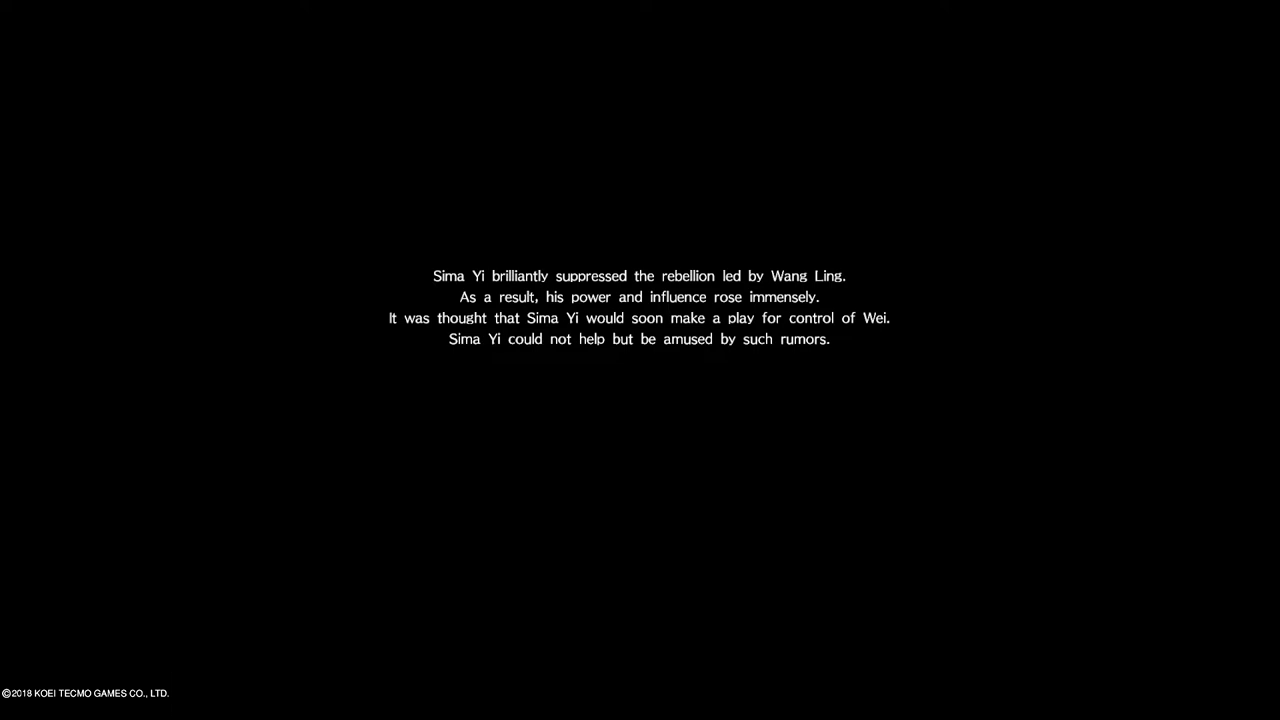 Sima Yi brilliantly suppressed the rebellion led by Wang Ling.
As a result, his power and influence rose immensely.
It was thought that Sima Yi would soon make a play for control of Wei.
Sima Yi could not help but be amused by such rumors.
©2018 KOEI TECMO GAMES CO., LTD.